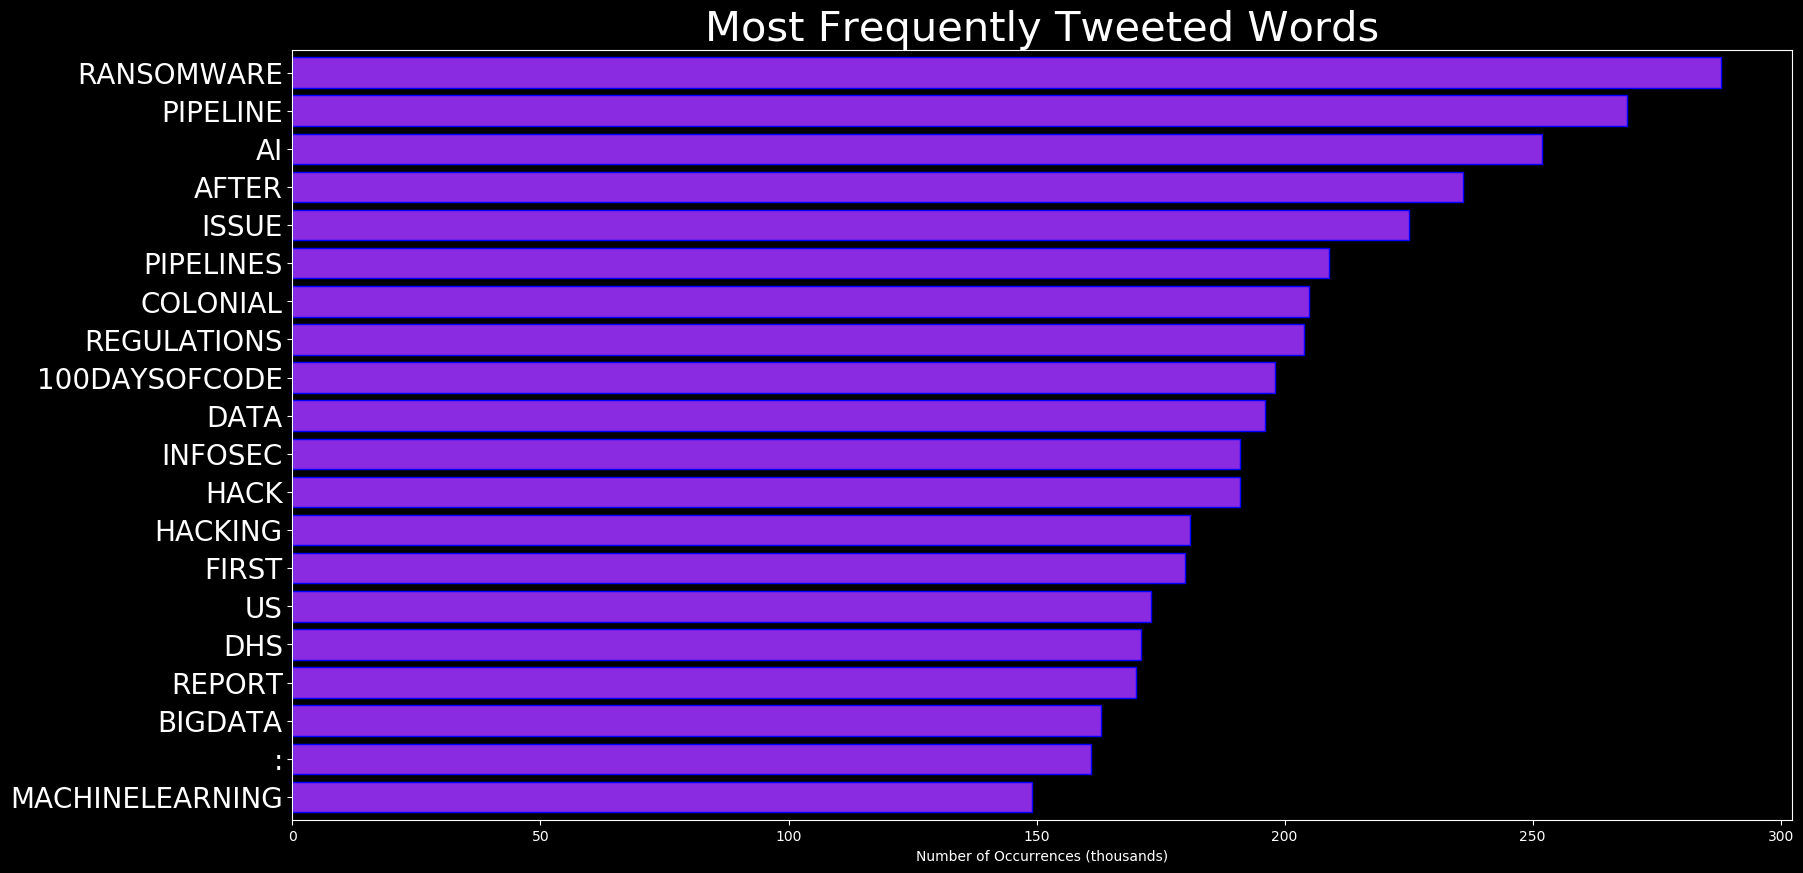 Most Frequently Tweeted Words
RANSOMWARE
PIPELINE
AI
AFTER
ISSUE
PIPELINES
COLONIAL
REGULATIONS
100DAYSOFCODE
DATA
INFOSEC
HACK
HACKING
FIRST
US
DHS
REPORT
BIGDATA
:
MACHINELEARNING
0 50 100 150 200 250 300
Number of Occurrences (thousands)